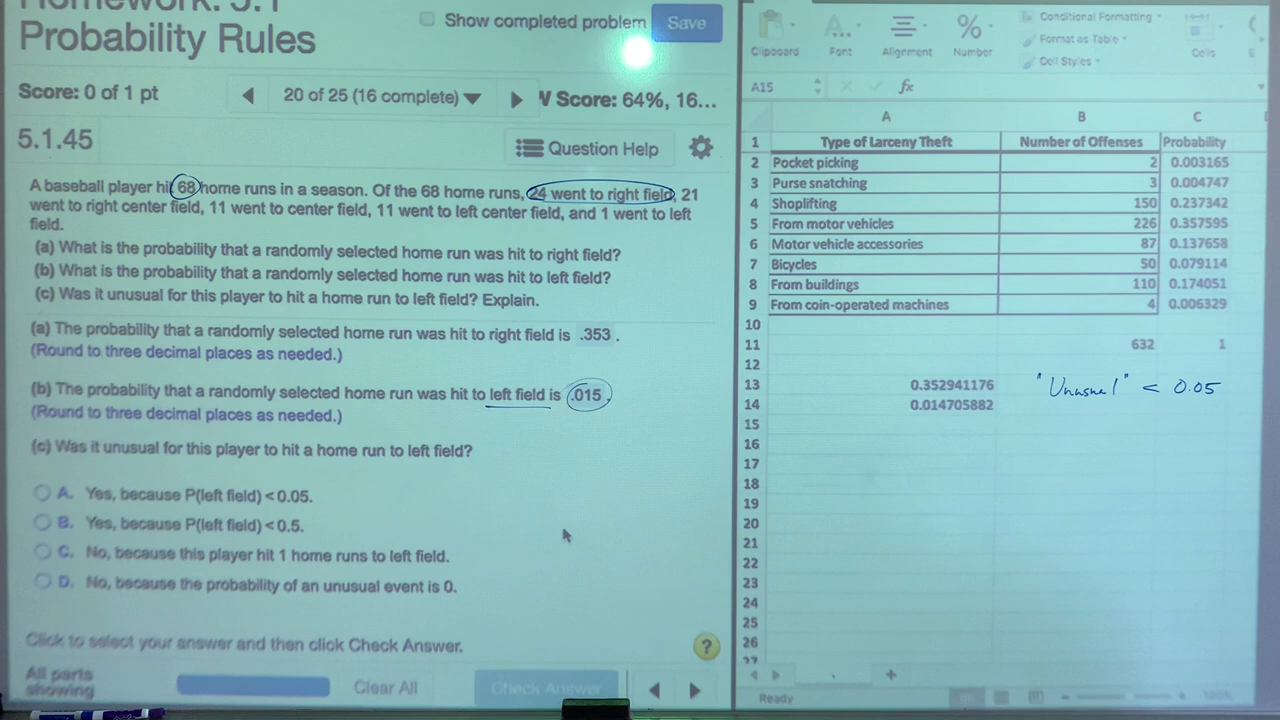 Homework: 5.1
Probability Rules
Show completed problem
Save
Score: 0 of 1 pt
20 of 25 (16 complete)
Score: 64%, 16...
5.1.45
Question Help
A baseball player hit 68 home runs in a season. Of the 68 home runs, 24 went to right field, 21
went to right center field, 11 went to center field, 11 went to left center field, and 1 went to left
field.
(a) What is the probability that a randomly selected home run was hit to right field?
(b) What is the probability that a randomly selected home run was hit to left field?
(c) Was it unusual for this player to hit a home run to left field? Explain.
(a) The probability that a randomly selected home run was hit to right field is .353.
(Round to three decimal places as needed.)
(b) The probability that a randomly selected home run was hit to left field is .015.
(Round to three decimal places as needed.)
(c) Was it unusual for this player to hit a home run to left field?
A. Yes, because P(left field) < 0.05.
B. Yes, because P(left field) < 0.5.
C. No, because this player hit 1 home runs to left field.
D. No, because the probability of an unusual event is 0.
Click to select your answer and then click Check Answer.
?
All parts
showing
Clear All
Check Answer
Clipboard
Font
Alignment
%
Number
Conditional Formatting
Format as Table
Cell Styles
Cells
A15
fx
A B C
1 Type of Larceny Theft Number of Offenses Probability
2 Pocket picking 2 0.003165
3 Purse snatching 3 0.004747
4 Shoplifting 150 0.237342
5 From motor vehicles 226 0.357595
6 Motor vehicle accessories 87 0.137658
7 Bicycles 50 0.079114
8 From buildings 110 0.174051
9 From coin-operated machines 4 0.006329
10
11 632 1
12
13 0.352941176 "Unusual" < 0.05
14 0.014705882
15
16
17
18
19
20
21
22
23
24
25
26
27
Ready